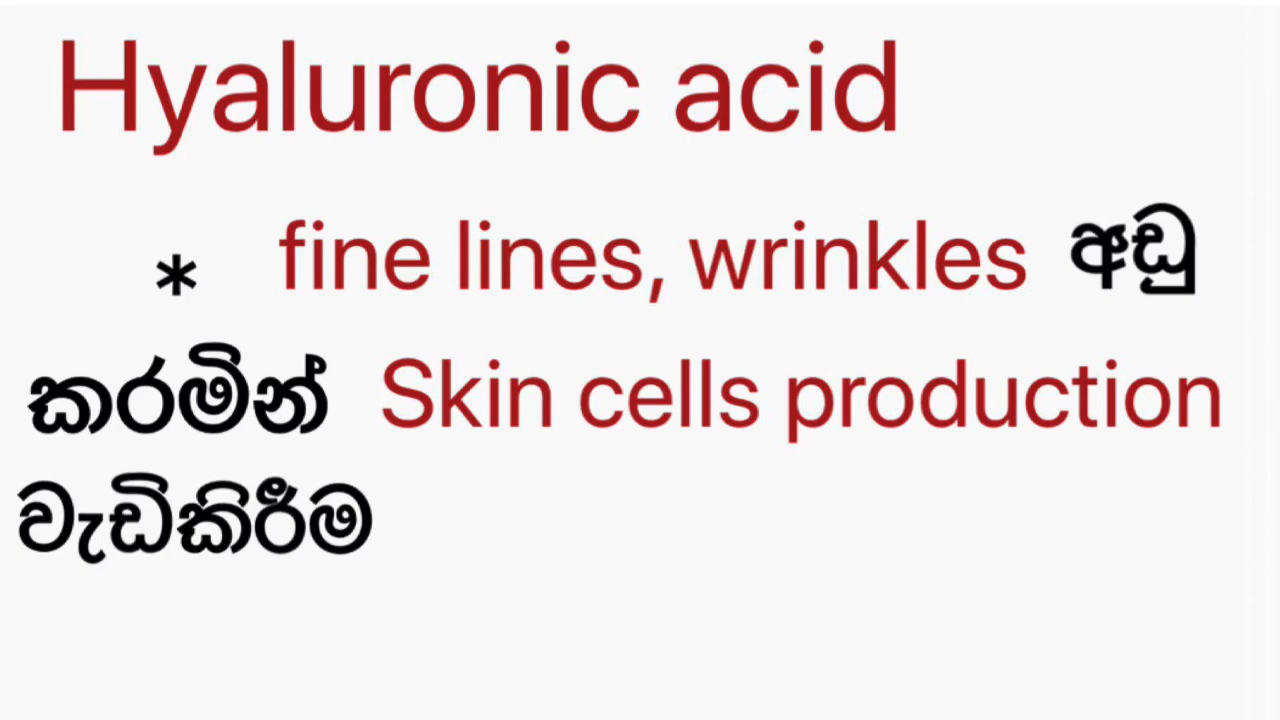 Hyaluronic acid
* fine lines, wrinkles අඩු
කරමින් Skin cells production
වැඩිකිරීම